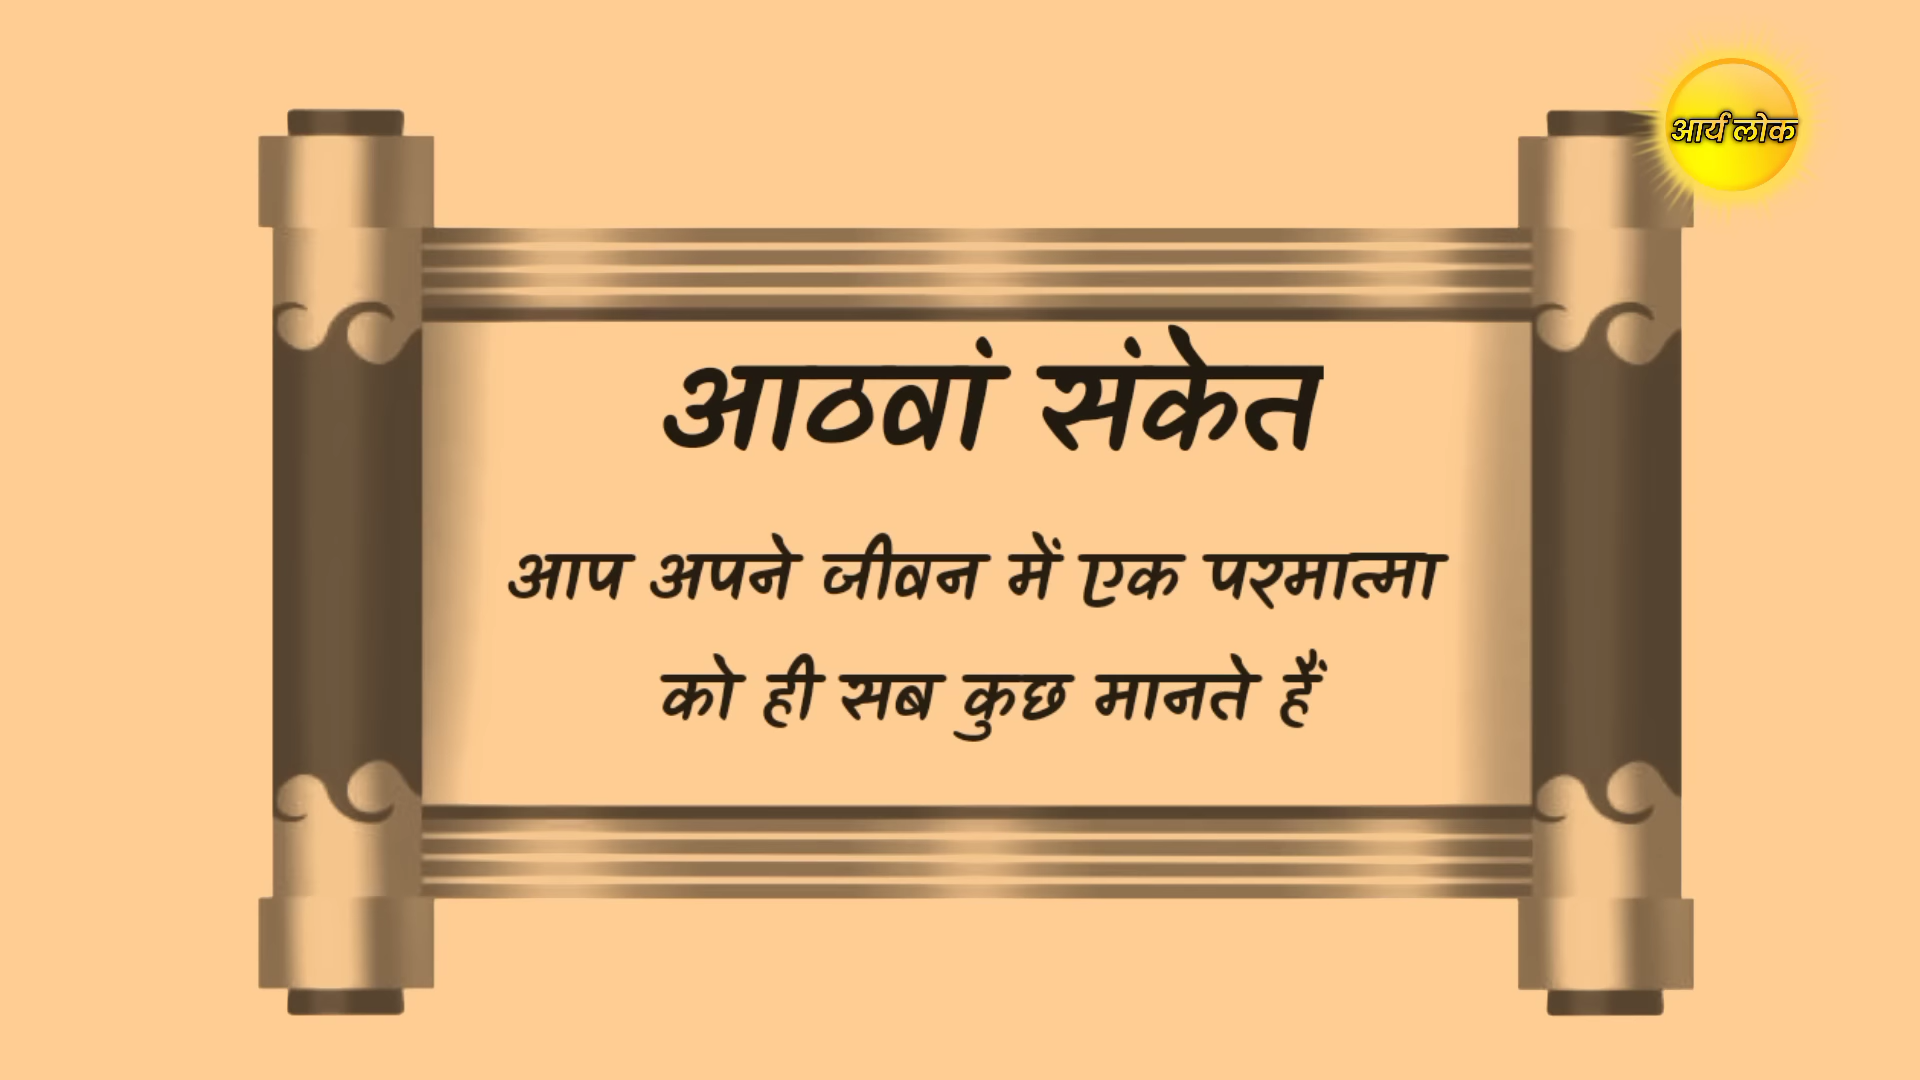 आर्य लोक
आठवां संकेत
आप अपने जीवन में एक परमात्मा
को ही सब कुछ मानते हैं